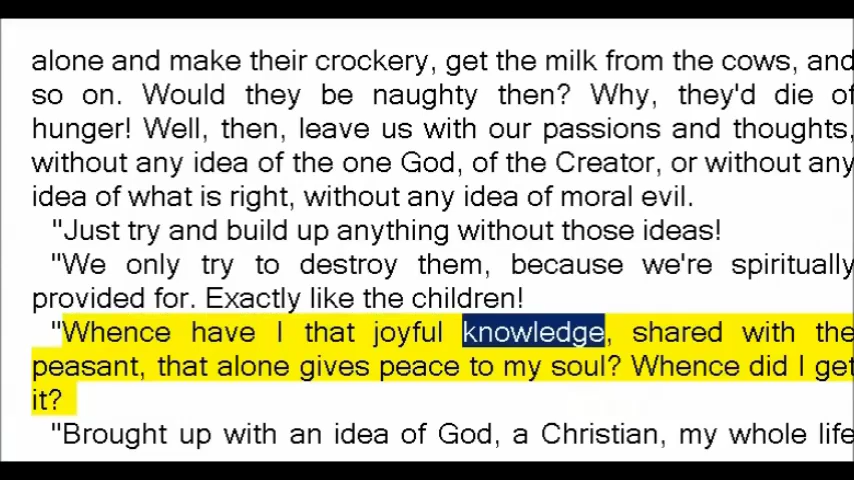 alone and make their crockery, get the milk from the cows, and
so on. Would they be naughty then? Why, they'd die of
hunger! Well, then, leave us with our passions and thoughts,
without any idea of the one God, of the Creator, or without any
idea of what is right, without any idea of moral evil.
"Just try and build up anything without those ideas!
"We only try to destroy them, because we're spiritually
provided for. Exactly like the children!
"Whence have I that joyful knowledge, shared with the
peasant, that alone gives peace to my soul? Whence did I get
it?
"Brought up with an idea of God, a Christian, my whole life